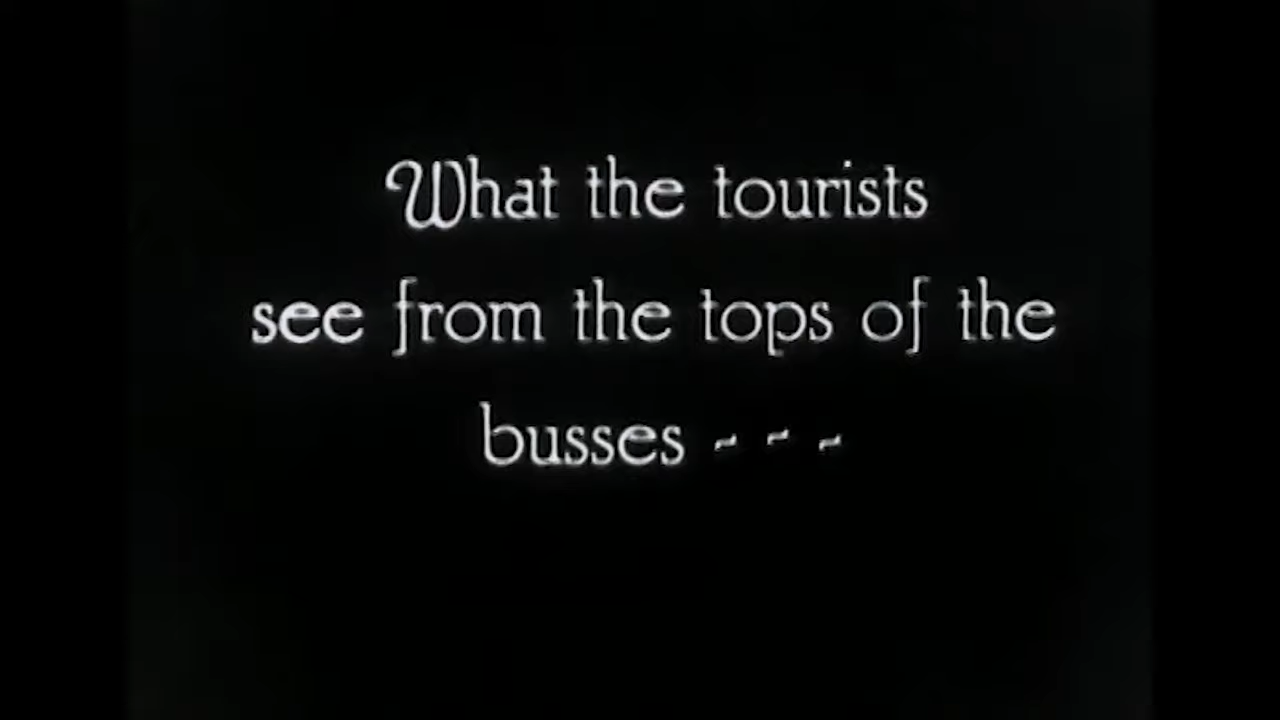 What the tourists
see from the tops of the
busses - - -